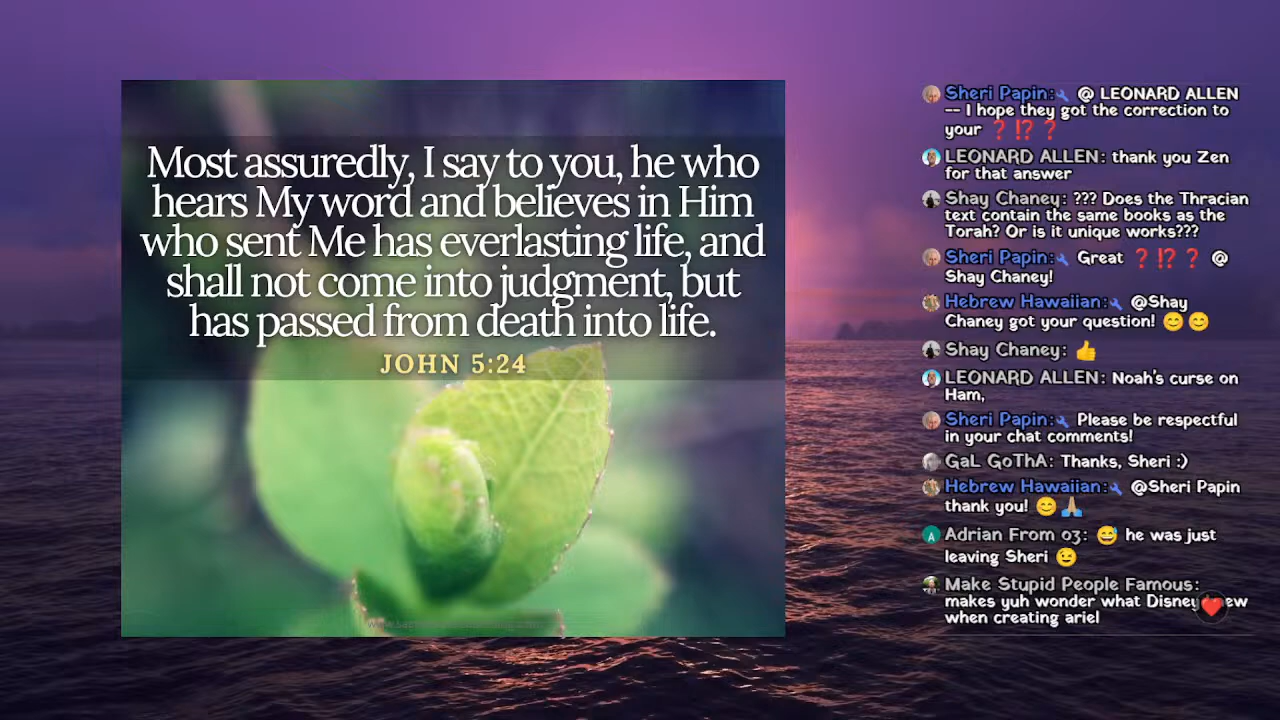 Most assuredly, I say to you, he who
hears My word and believes in Him
who sent Me has everlasting life, and
shall not come into judgment, but
has passed from death into life.
JOHN 5:24
Sheri Papin: @ LEONARD ALLEN
-- I hope they got the correction to
your ❓⁉️❓
LEONARD ALLEN: thank you Zen
for that answer
Shay Chaney: ??? Does the Thracian
text contain the same books as the
Torah? Or is it unique works???
Sheri Papin: Great ❓⁉️❓ @
Shay Chaney!
Hebrew Hawaiian: @Shay
Chaney got your question! 😊😊
Shay Chaney: 👍
LEONARD ALLEN: Noah's curse on
Ham,
Sheri Papin: Please be respectful
in your chat comments!
GaL GoThA: Thanks, Sheri :)
Hebrew Hawaiian: @Sheri Papin
thank you! 😊🙏🏼
A
Adrian From 03: 😅 he was just
leaving Sheri 😉
Make Stupid People Famous:
makes yuh wonder what Disney
when creating ariel